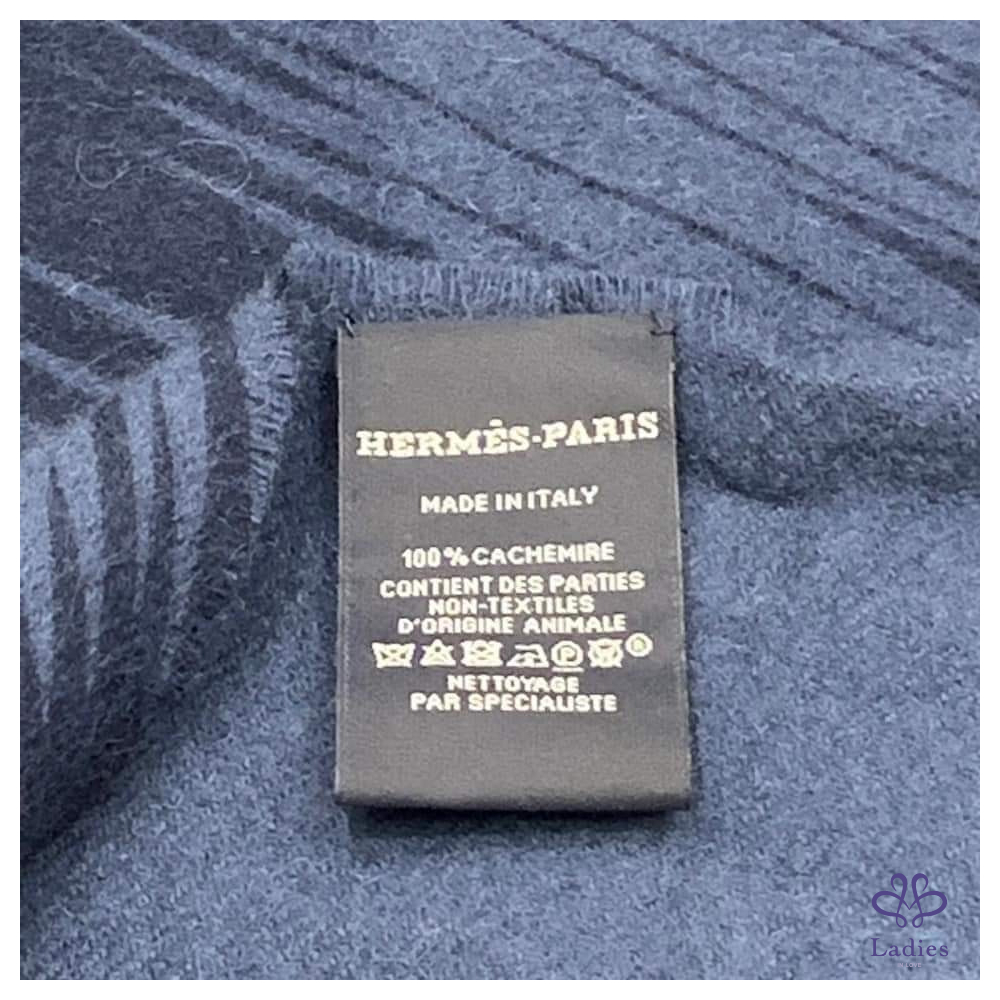 HERMÈS-PARIS
MADE IN ITALY
100% CACHEMIRE
CONTIENT DES PARTIES
NON-TEXTILES
D'ORIGINE ANIMALE
P
NETTOYAGE
PAR SPECIALISTE
Ladies